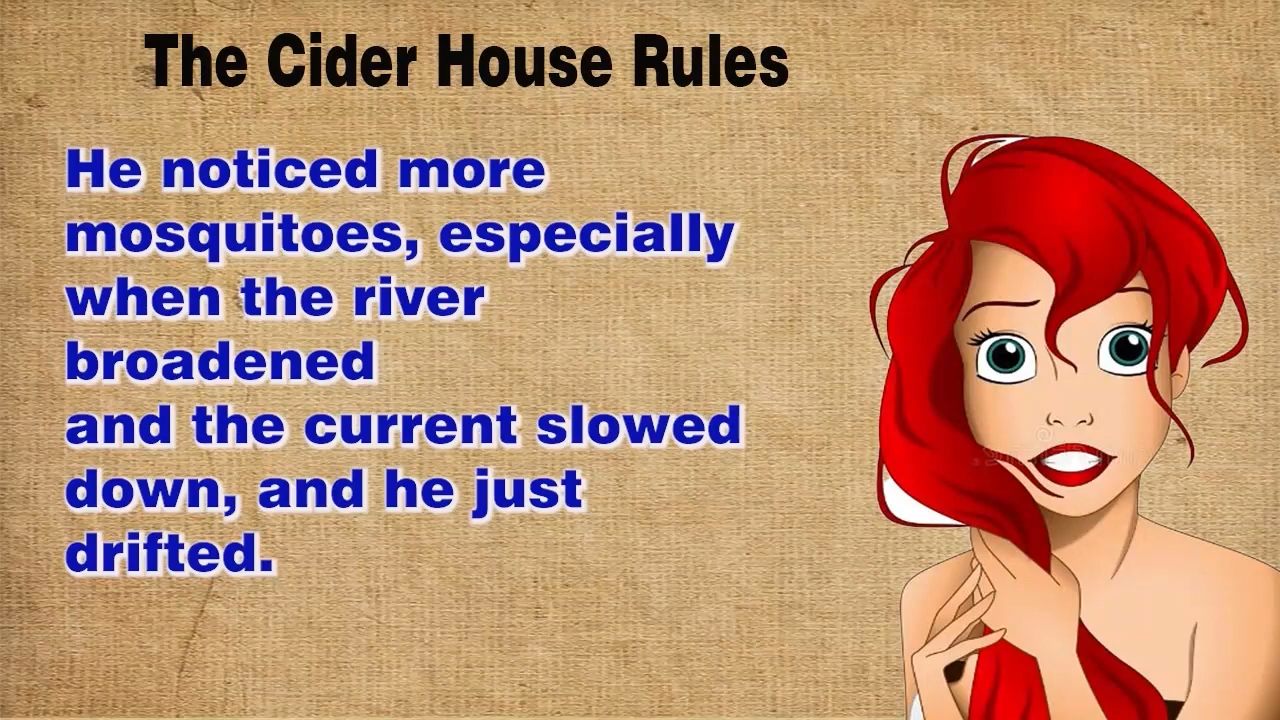 The Cider House Rules
He noticed more
mosquitoes, especially
when the river
broadened
and the current slowed
down, and he just
drifted.